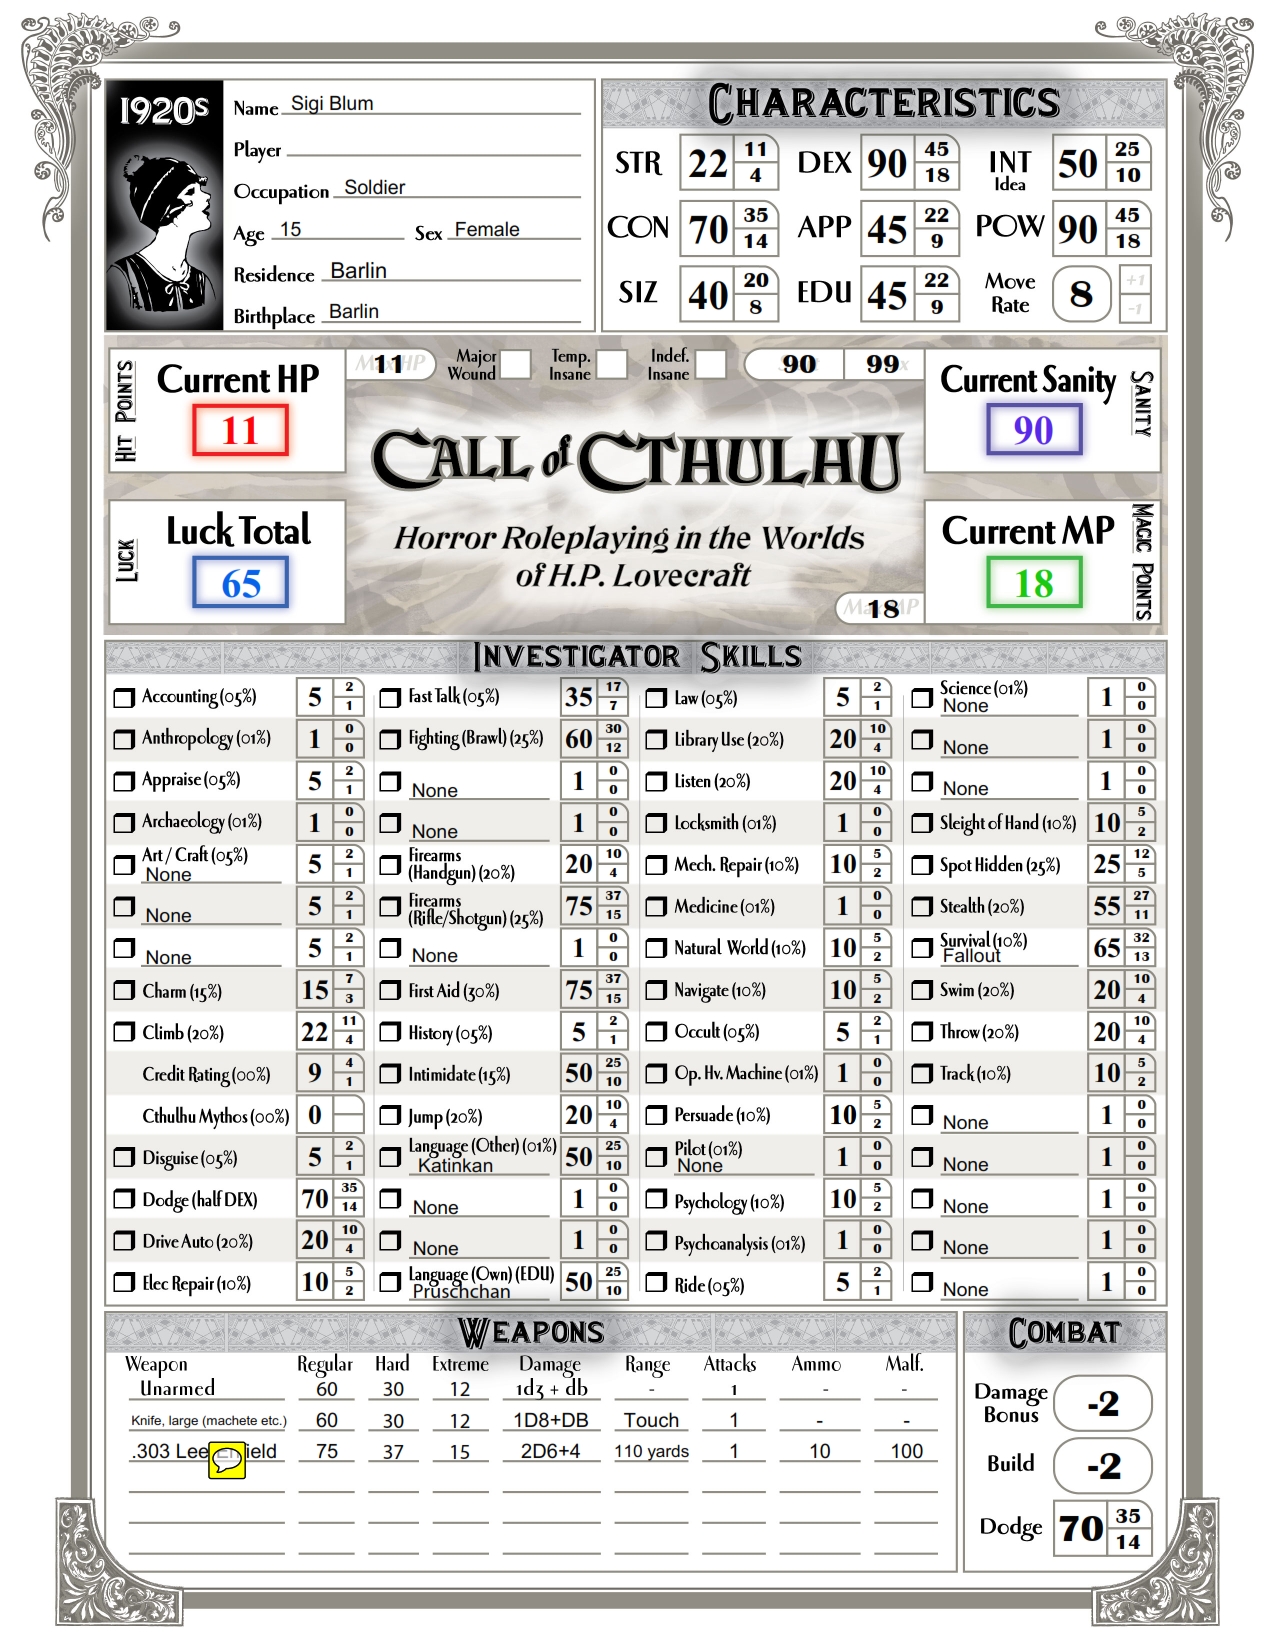 1920s
Name Sigi Blum
Player
Occupation Soldier
Age 15 Sex Female
Residence Barlin
Birthplace Barlin
Characteristics
STR 22 11 4 DEX 90 45 18 INT Idea 50 25 10
CON 70 35 14 APP 45 22 9 POW 90 45 18
SIZ 40 20 8 EDU 45 22 9 Move Rate 8 +1 -1
Hit Points
Current HP
11
Max HP 11
Major Wound
Temp. Insane
Indef. Insane
90 99
Current Sanity
90
Sanity
Call of Cthulhu
Horror Roleplaying in the Worlds
of H.P. Lovecraft
Luck
Luck Total
65
Current MP
18
Magic Points
Max MP 18
Investigator Skills
Accounting (05%) 5 2 1
Anthropology (01%) 1 0 0
Appraise (05%) 5 2 1
Archaeology (01%) 1 0 0
Art / Craft (05%) None 5 2 1
None 5 2 1
None 5 2 1
Charm (15%) 15 7 3
Climb (20%) 22 11 4
Credit Rating (00%) 9 4 1
Cthulhu Mythos (00%) 0
Disguise (05%) 5 2 1
Dodge (half DEX) 70 35 14
Drive Auto (20%) 20 10 4
Elec Repair (10%) 10 5 2
Fast Talk (05%) 35 17 7
Fighting (Brawl) (25%) 60 30 12
None 1 0 0
None 1 0 0
Firearms (Handgun) (20%) 20 10 4
Firearms (Rifle/Shotgun) (25%) 75 37 15
None 1 0 0
First Aid (30%) 75 37 15
History (05%) 5 2 1
Intimidate (15%) 50 25 10
Jump (20%) 20 10 4
Language (Other) (01%) Katinkan 50 25 10
None 1 0 0
None 1 0 0
Language (Own) (EDU) Pruschchan 50 25 10
Law (05%) 5 2 1
Library Use (20%) 20 10 4
Listen (20%) 20 10 4
Locksmith (01%) 1 0 0
Mech. Repair (10%) 10 5 2
Medicine (01%) 1 0 0
Natural World (10%) 10 5 2
Navigate (10%) 10 5 2
Occult (05%) 5 2 1
Op. Hv. Machine (01%) 1 0 0
Persuade (10%) 10 5 2
Pilot (01%) None 1 0 0
Psychology (10%) 10 5 2
Psychoanalysis (01%) 1 0 0
Ride (05%) 5 2 1
Science (01%) None 1 0 0
None 1 0 0
None 1 0 0
Sleight of Hand (10%) 10 5 2
Spot Hidden (25%) 25 12 5
Stealth (20%) 55 27 11
Survival (10%) Fallout 65 32 13
Swim (20%) 20 10 4
Throw (20%) 20 10 4
Track (10%) 10 5 2
None 1 0 0
None 1 0 0
None 1 0 0
None 1 0 0
None 1 0 0
Weapons
Weapon Regular Hard Extreme Damage Range Attacks Ammo Malf.
Unarmed 60 30 12 1d3 + db - 1 - -
Knife, large (machete etc.) 60 30 12 1D8+DB Touch 1 - -
.303 Lee Enfield 75 37 15 2D6+4 110 yards 1 10 100
Combat
Damage Bonus -2
Build -2
Dodge 70 35 14